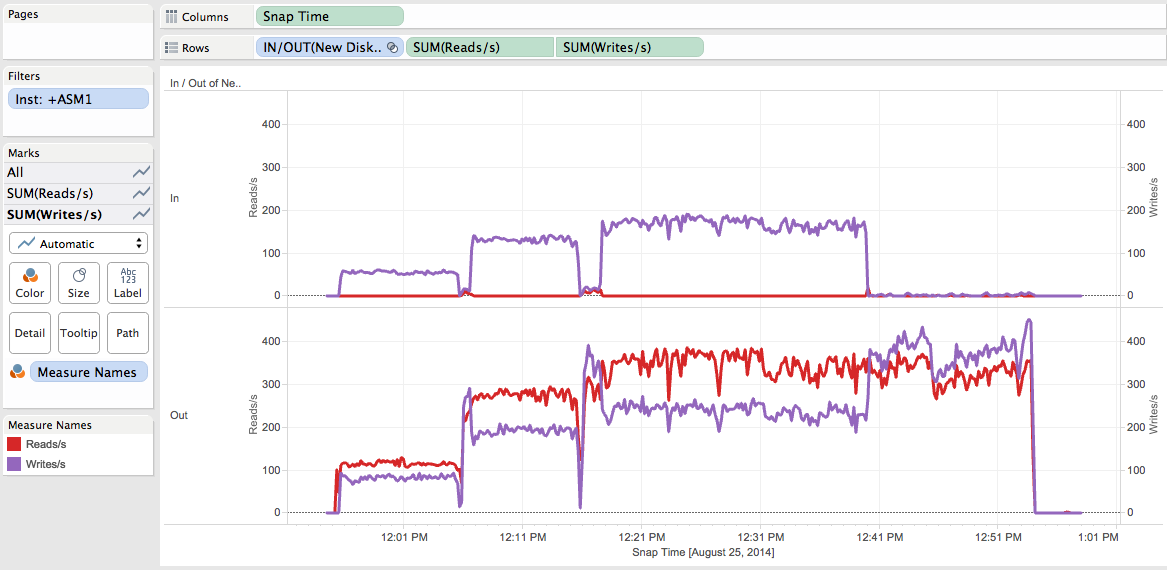 Pages
Columns
Snap Time
Rows
IN/OUT(New Disk..
SUM(Reads/s)
SUM(Writes/s)
Filters
Inst: +ASM1
Marks
All
SUM(Reads/s)
SUM(Writes/s)
Automatic
Color
Size
Abc
123
Label
Detail
Tooltip
Path
Measure Names
Measure Names
Reads/s
Writes/s
In / Out of Ne..
In
Reads/s
400
300
200
100
0
400
300
200
100
0
Writes/s
Out
Reads/s
400
300
200
100
0
400
300
200
100
0
Writes/s
12:01 PM
12:11 PM
12:21 PM
12:31 PM
12:41 PM
12:51 PM
1:01 PM
Snap Time [August 25, 2014]